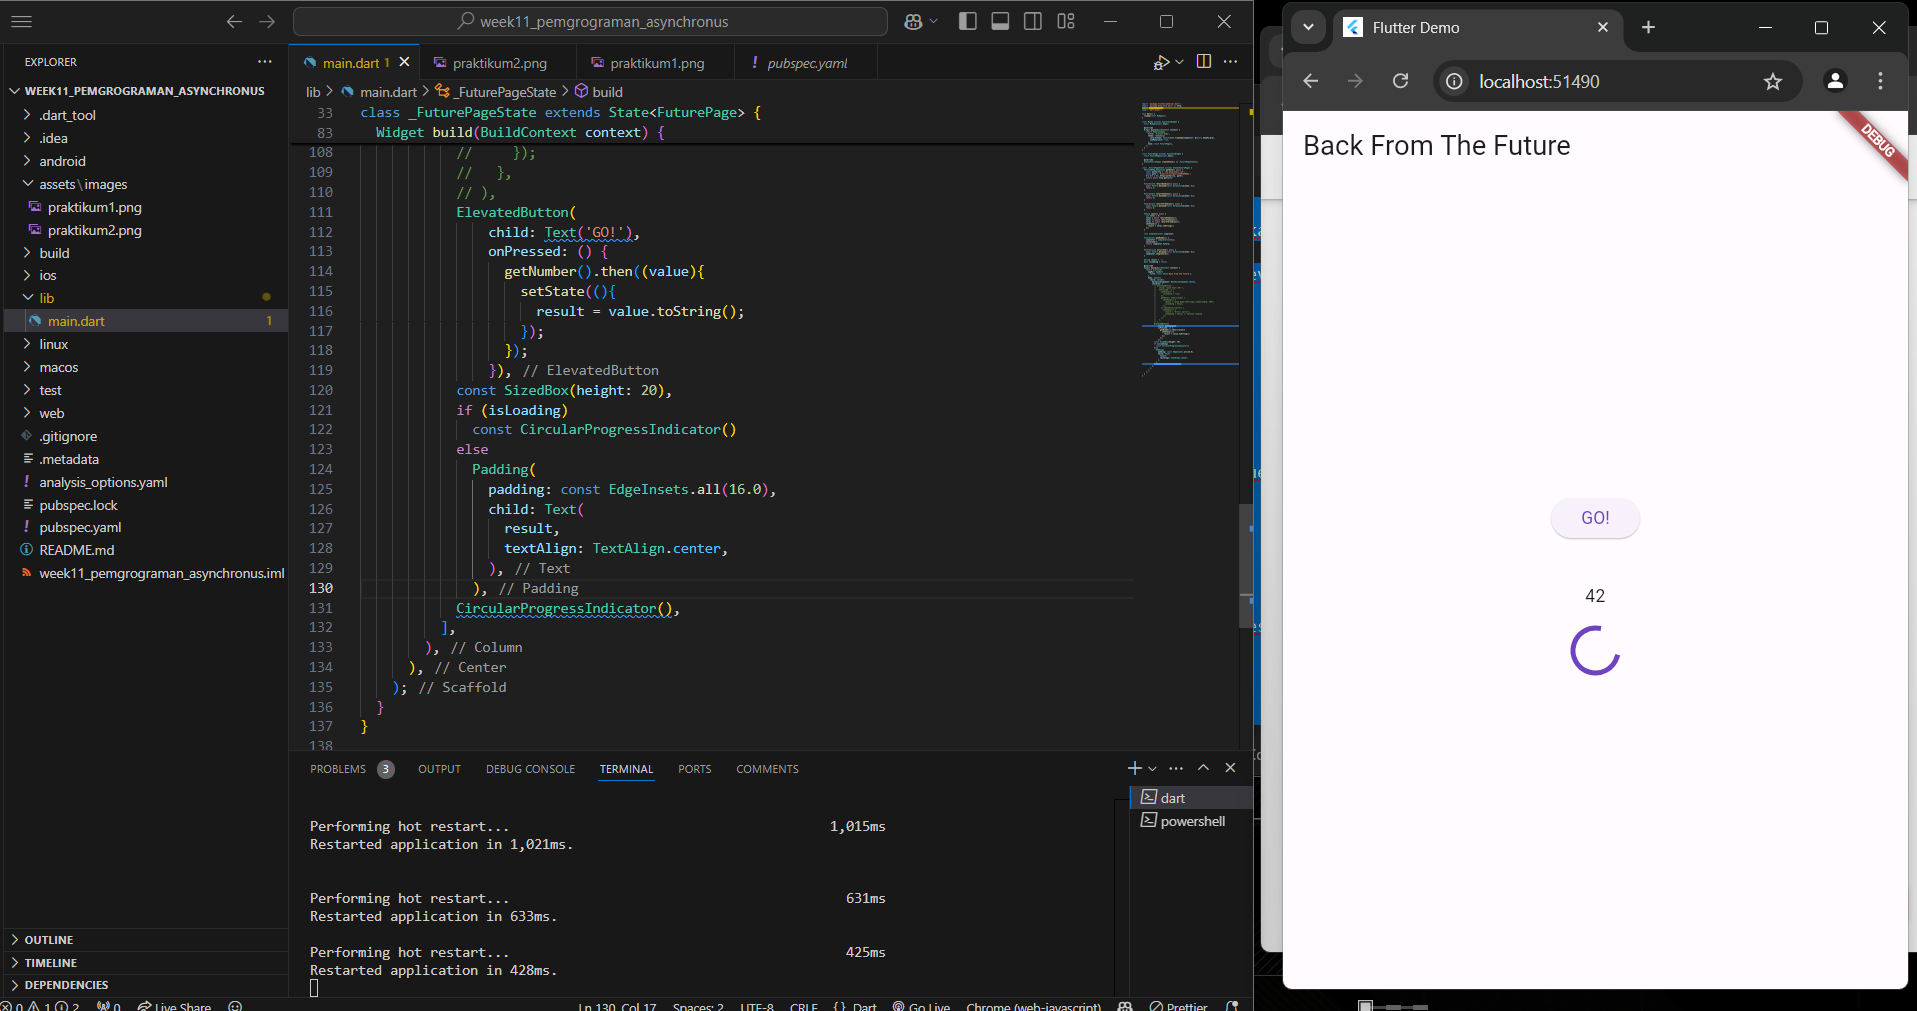 week11_pemgrograman_asynchronus
EXPLORER
WEEK11_PEMGROGRAMAN_ASYNCHRONUS
.dart_tool
.idea
android
assets\images
praktikum1.png
praktikum2.png
build
ios
lib
main.dart 1
linux
macos
test
web
.gitignore
.metadata
analysis_options.yaml
pubspec.lock
pubspec.yaml
README.md
week11_pemgrograman_asynchronus.iml
OUTLINE
TIMELINE
DEPENDENCIES
main.dart 1
praktikum2.png
praktikum1.png
pubspec.yaml
lib > main.dart > _FuturePageState > build
33 class _FuturePageState extends State<FuturePage> {
83 Widget build(BuildContext context) {
108 // });
109 // },
110 // ),
111 ElevatedButton(
112 child: Text('GO!'),
113 onPressed: () {
114 getNumber().then((value){
115 setState((){
116 result = value.toString();
117 });
118 });
119 }), // ElevatedButton
120 const SizedBox(height: 20),
121 if (isLoading)
122 const CircularProgressIndicator()
123 else
124 Padding(
125 padding: const EdgeInsets.all(16.0),
126 child: Text(
127 result,
128 textAlign: TextAlign.center,
129 ), // Text
130 ), // Padding
131 CircularProgressIndicator(),
132 ],
133 ), // Column
134 ), // Center
135 ); // Scaffold
136 }
137 }
138
PROBLEMS 3 OUTPUT DEBUG CONSOLE TERMINAL PORTS COMMENTS
Performing hot restart... 1,015ms
Restarted application in 1,021ms.
Performing hot restart... 631ms
Restarted application in 633ms.
Performing hot restart... 425ms
Restarted application in 428ms.
dart
powershell
0 1 2 0 Live Share Ln 130, Col 17 Spaces: 2 UTF-8 CRLF {} Dart Go Live Chrome (web-javascript) Prettier
Flutter Demo
localhost:51490
Back From The Future
DEBUG
GO!
42